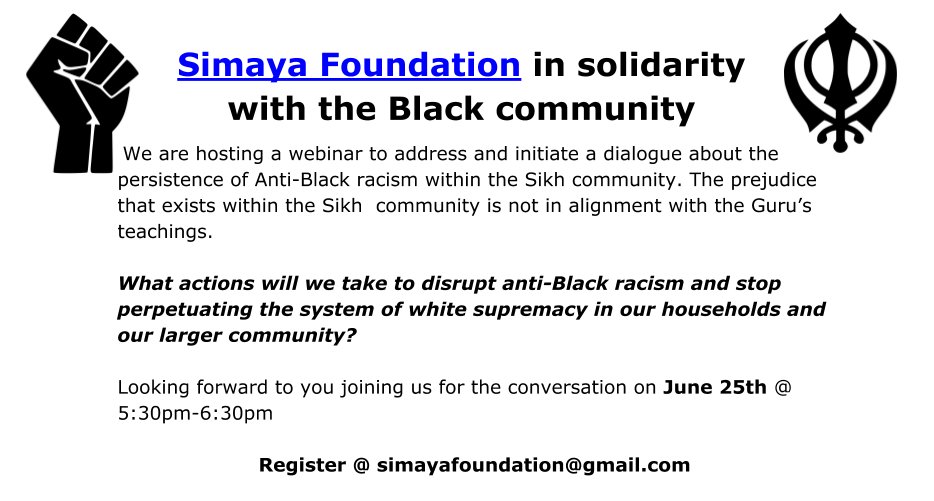 Simaya Foundation in solidarity
with the Black community
We are hosting a webinar to address and initiate a dialogue about the
persistence of Anti-Black racism within the Sikh community. The prejudice
that exists within the Sikh  community is not in alignment with the Guru’s
teachings.
What actions will we take to disrupt anti-Black racism and stop
perpetuating the system of white supremacy in our households and
our larger community?
Looking forward to you joining us for the conversation on June 25th @
5:30pm-6:30pm
Register @ simayafoundation@gmail.com